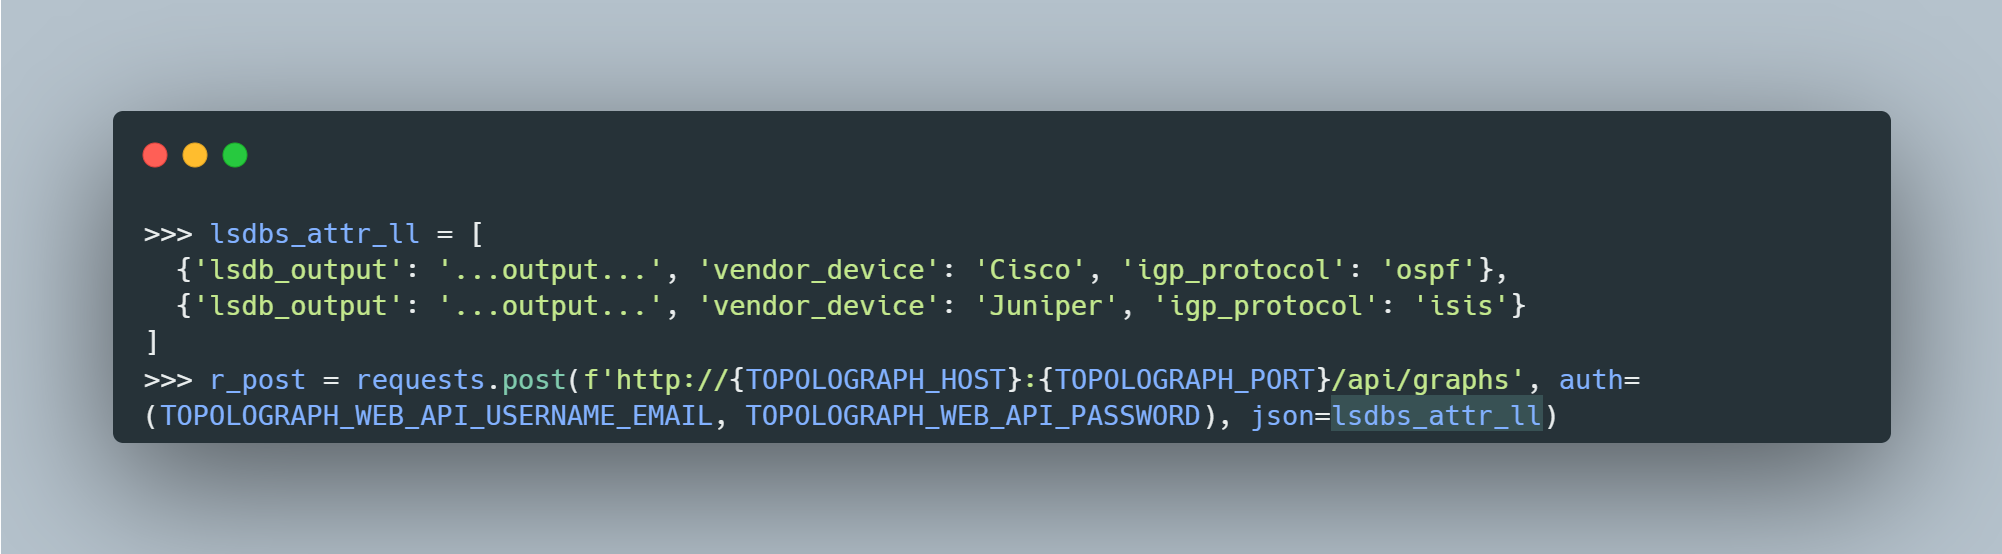 >>> lsdbs_attr_ll = [
  {'lsdb_output': '...output...', 'vendor_device': 'Cisco', 'igp_protocol': 'ospf'},
  {'lsdb_output': '...output...', 'vendor_device': 'Juniper', 'igp_protocol': 'isis'}
]
>>> r_post = requests.post(f'http://{TOPOLOGRAPH_HOST}:{TOPOLOGRAPH_PORT}/api/graphs', auth=
(TOPOLOGRAPH_WEB_API_USERNAME_EMAIL, TOPOLOGRAPH_WEB_API_PASSWORD), json=lsdbs_attr_ll)